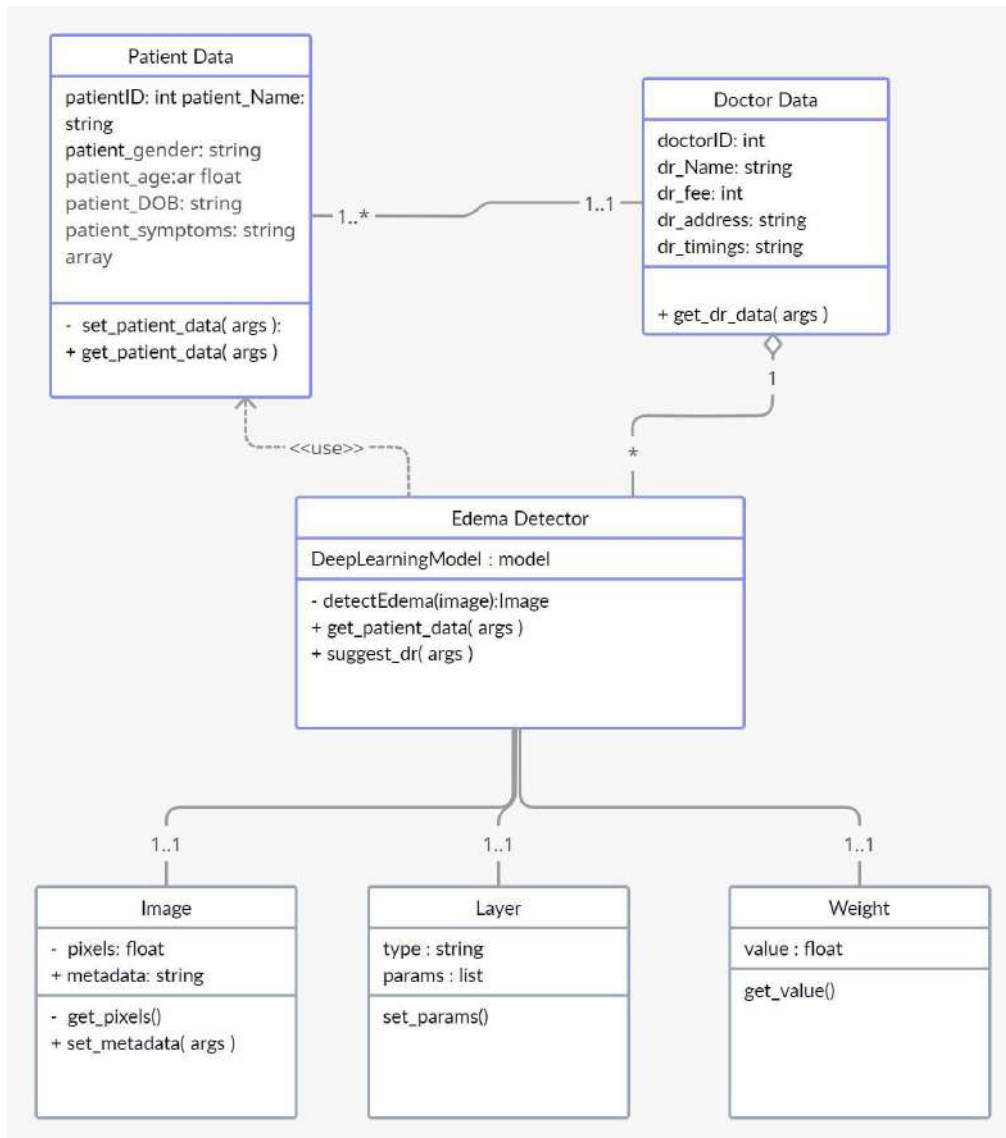 Patient Data
patientID: int patient_Name:
string
patient_gender: string
patient_age:ar float
patient_DOB: string
patient_symptoms: string
array
- set_patient_data( args ):
+ get_patient_data( args )
1..*
1..1
Doctor Data
doctorID: int
dr_Name: string
dr_fee: int
dr_address: string
dr_timings: string
+ get_dr_data( args )
1
*
<<use>>
Edema Detector
DeepLearningModel : model
- detectEdema(image):Image
+ get_patient_data( args )
+ suggest_dr( args )
1..1
1..1
1..1
Image
- pixels: float
+ metadata: string
- get_pixels()
+ set_metadata( args )
Layer
type : string
params : list
set_params()
Weight
value : float
get_value()